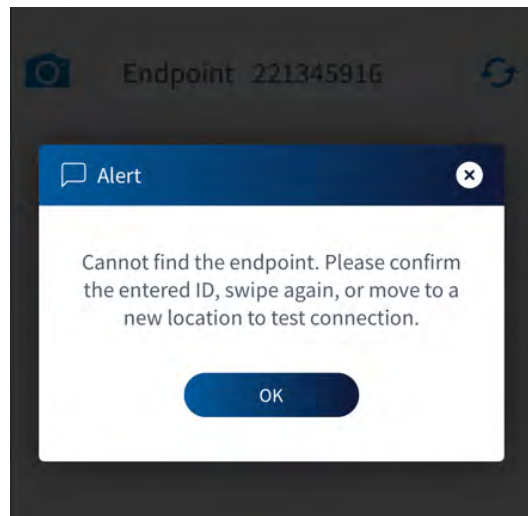 Endpoint 221345916
Alert
Cannot find the endpoint. Please confirm
the entered ID, swipe again, or move to a
new location to test connection.
OK